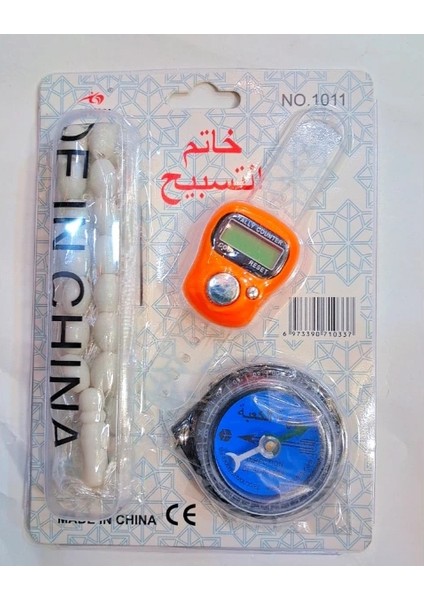 NO.1011
خاتم
التسبيح
DE IN CHINA
TALLY COUNTER
RESET
6 973390 710337
MADE IN CHINA CE